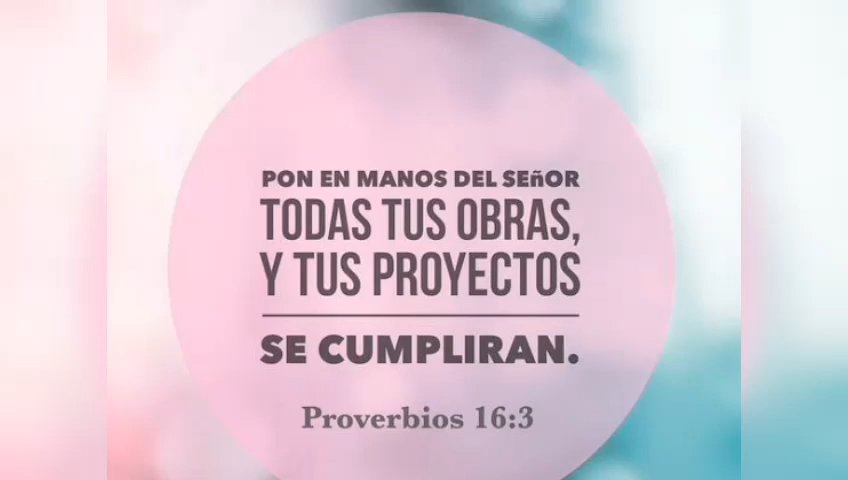 PON EN MANOS DEL SEñOR
TODAS TUS OBRAS,
Y TUS PROYECTOS
SE CUMPLIRAN.
Proverbios 16:3